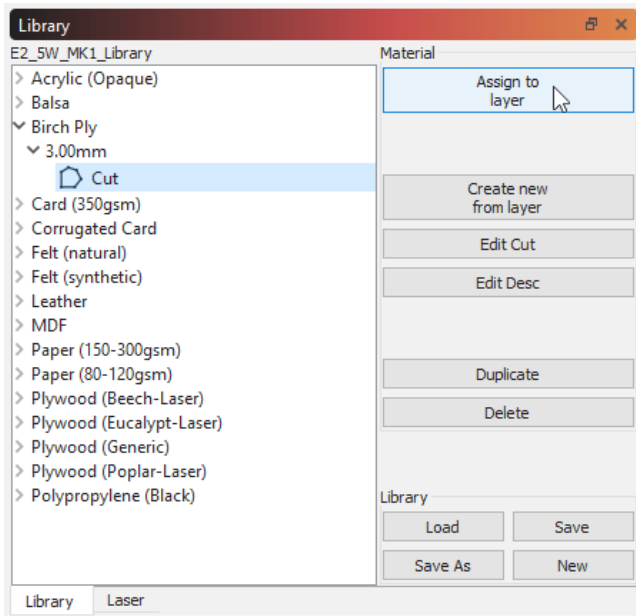 Library
E2_5W_MK1_Library
Acrylic (Opaque)
Balsa
Birch Ply
3.00mm
Cut
Card (350gsm)
Corrugated Card
Felt (natural)
Felt (synthetic)
Leather
MDF
Paper (150-300gsm)
Paper (80-120gsm)
Plywood (Beech-Laser)
Plywood (Eucalypt-Laser)
Plywood (Generic)
Plywood (Poplar-Laser)
Polypropylene (Black)
Material
Assign to
layer
Create new
from layer
Edit Cut
Edit Desc
Duplicate
Delete
Library
Load
Save
Save As
New
Library
Laser